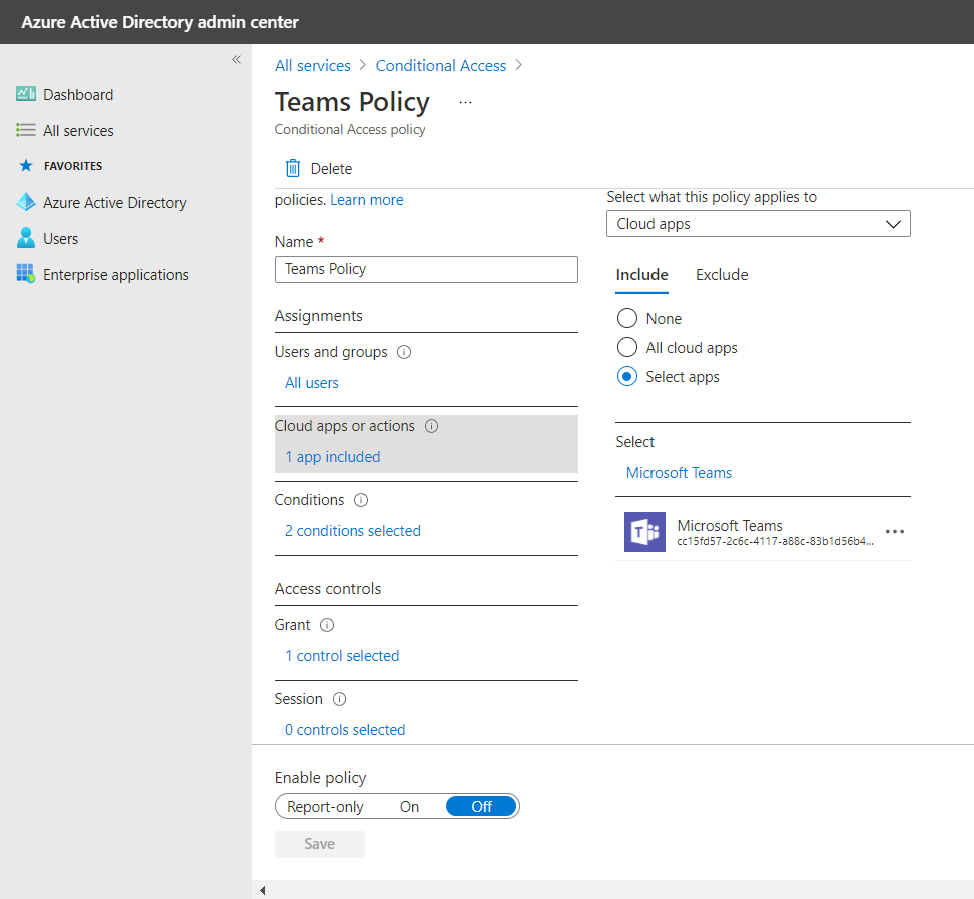 Azure Active Directory admin center
«
Dashboard
All services
FAVORITES
Azure Active Directory
Users
Enterprise applications
All services > Conditional Access >
Teams Policy ...
Conditional Access policy
Delete
policies. Learn more
Name *
Teams Policy
Assignments
Users and groups
All users
Cloud apps or actions
1 app included
Conditions
2 conditions selected
Access controls
Grant
1 control selected
Session
0 controls selected
Select what this policy applies to
Cloud apps
Include Exclude
None
All cloud apps
Select apps
Select
Microsoft Teams
Microsoft Teams
cc15fd57-2c6c-4117-a88c-83b1d56b4...
Enable policy
Report-only On Off
Save